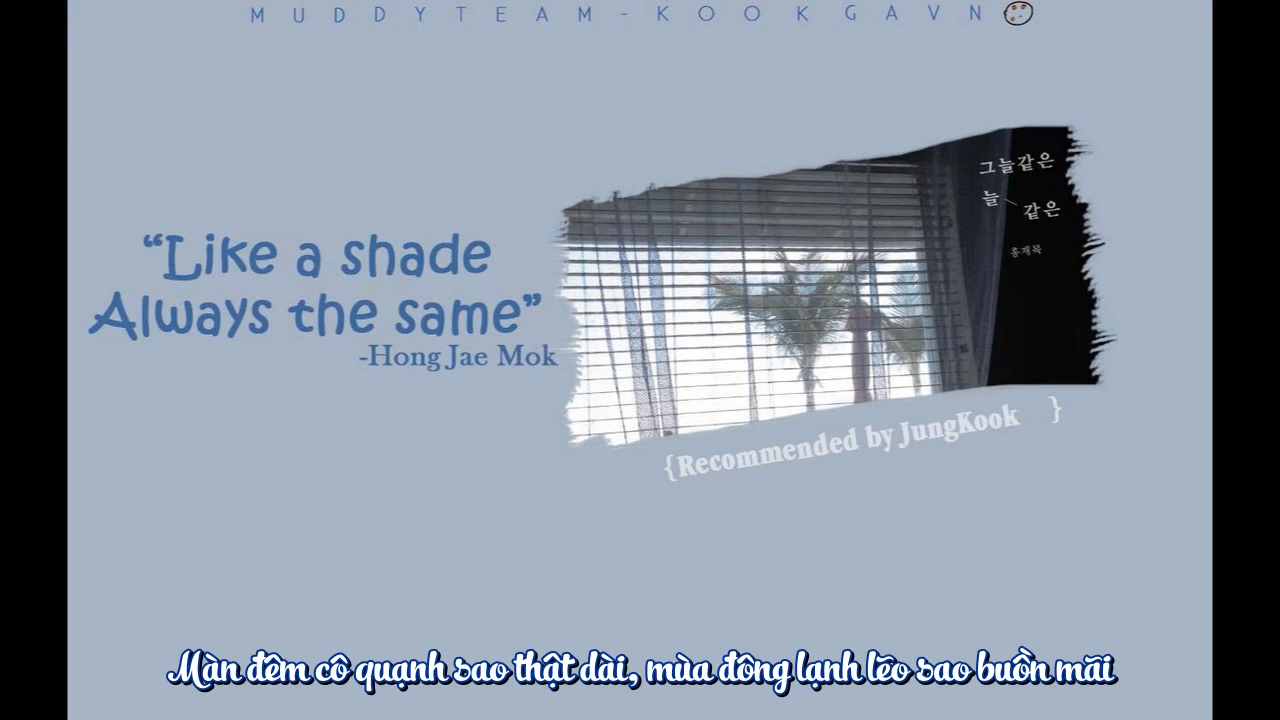 MUDDYTEAM-KOOKGAVN
“Like a shade
Always the same”
-Hong Jae Mok
그늘같은
늘 같은
홍재목
{Recommended by JungKook }
Màn đêm cô quạnh sao thật dài, mùa đông lạnh lẽo sao buồn mãi